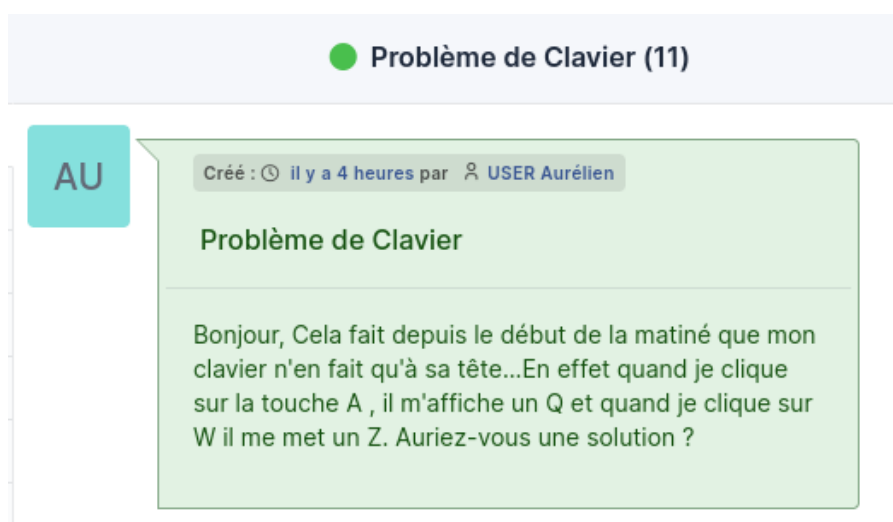 Problème de Clavier (11)
AU
Créé : il y a 4 heures par USER Aurélien
Problème de Clavier
Bonjour, Cela fait depuis le début de la matiné que mon
clavier n'en fait qu'à sa tête...En effet quand je clique
sur la touche A , il m'affiche un Q et quand je clique sur
W il me met un Z. Auriez-vous une solution ?